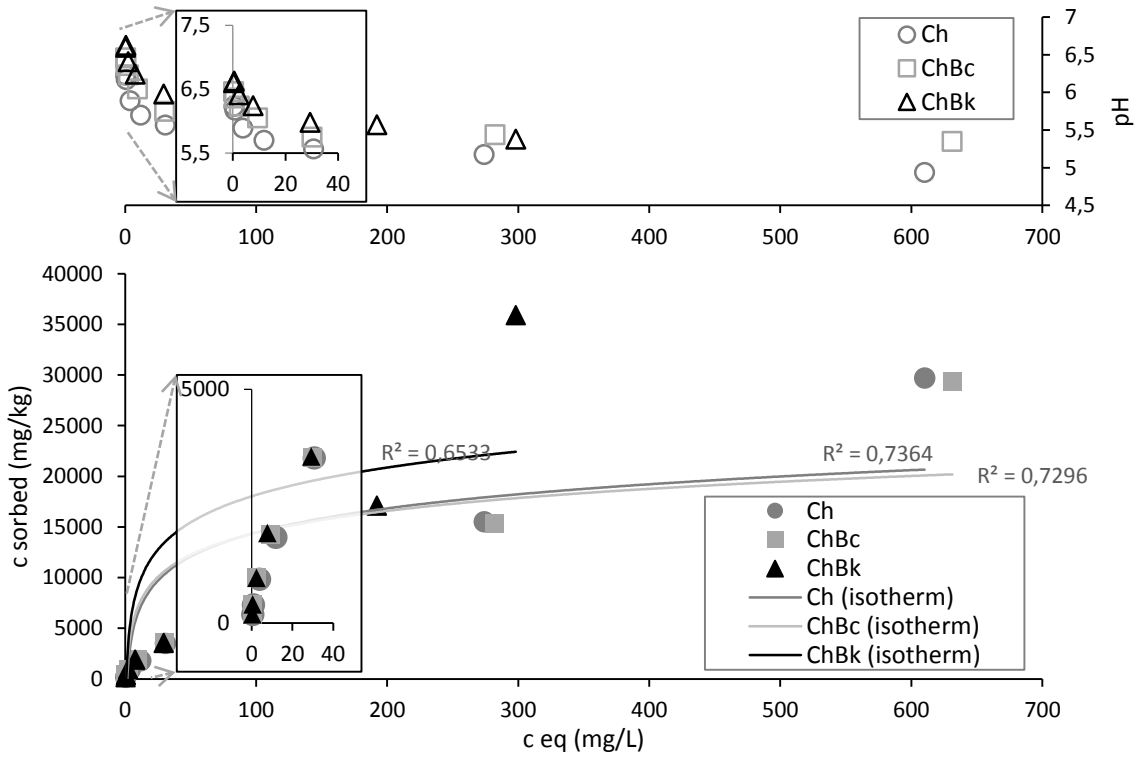 7
6,5
6
5,5
5
4,5
pH
Ch
ChBc
ChBk
7,5
6,5
5,5
0 20 40
0 100 200 300 400 500 600 700
40000
35000
30000
25000
20000
15000
10000
5000
0
c sorbed (mg/kg)
5000
0
0 20 40
R² = 0,6533
R² = 0,7364
R² = 0,7296
Ch
ChBc
ChBk
Ch (isotherm)
ChBc (isotherm)
ChBk (isotherm)
0 100 200 300 400 500 600 700
c eq (mg/L)